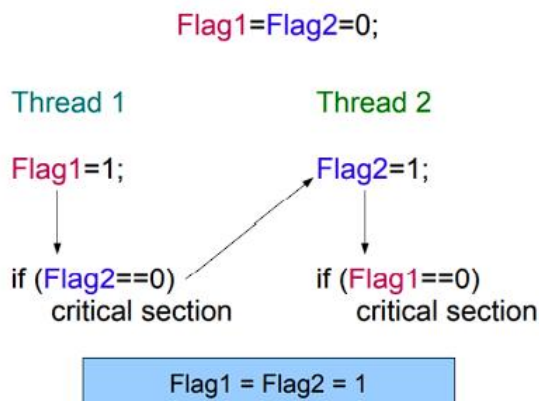 Flag1=Flag2=0;
Thread 1
Flag1=1;
if (Flag2==0)
critical section
Thread 2
Flag2=1;
if (Flag1==0)
critical section
Flag1 = Flag2 = 1